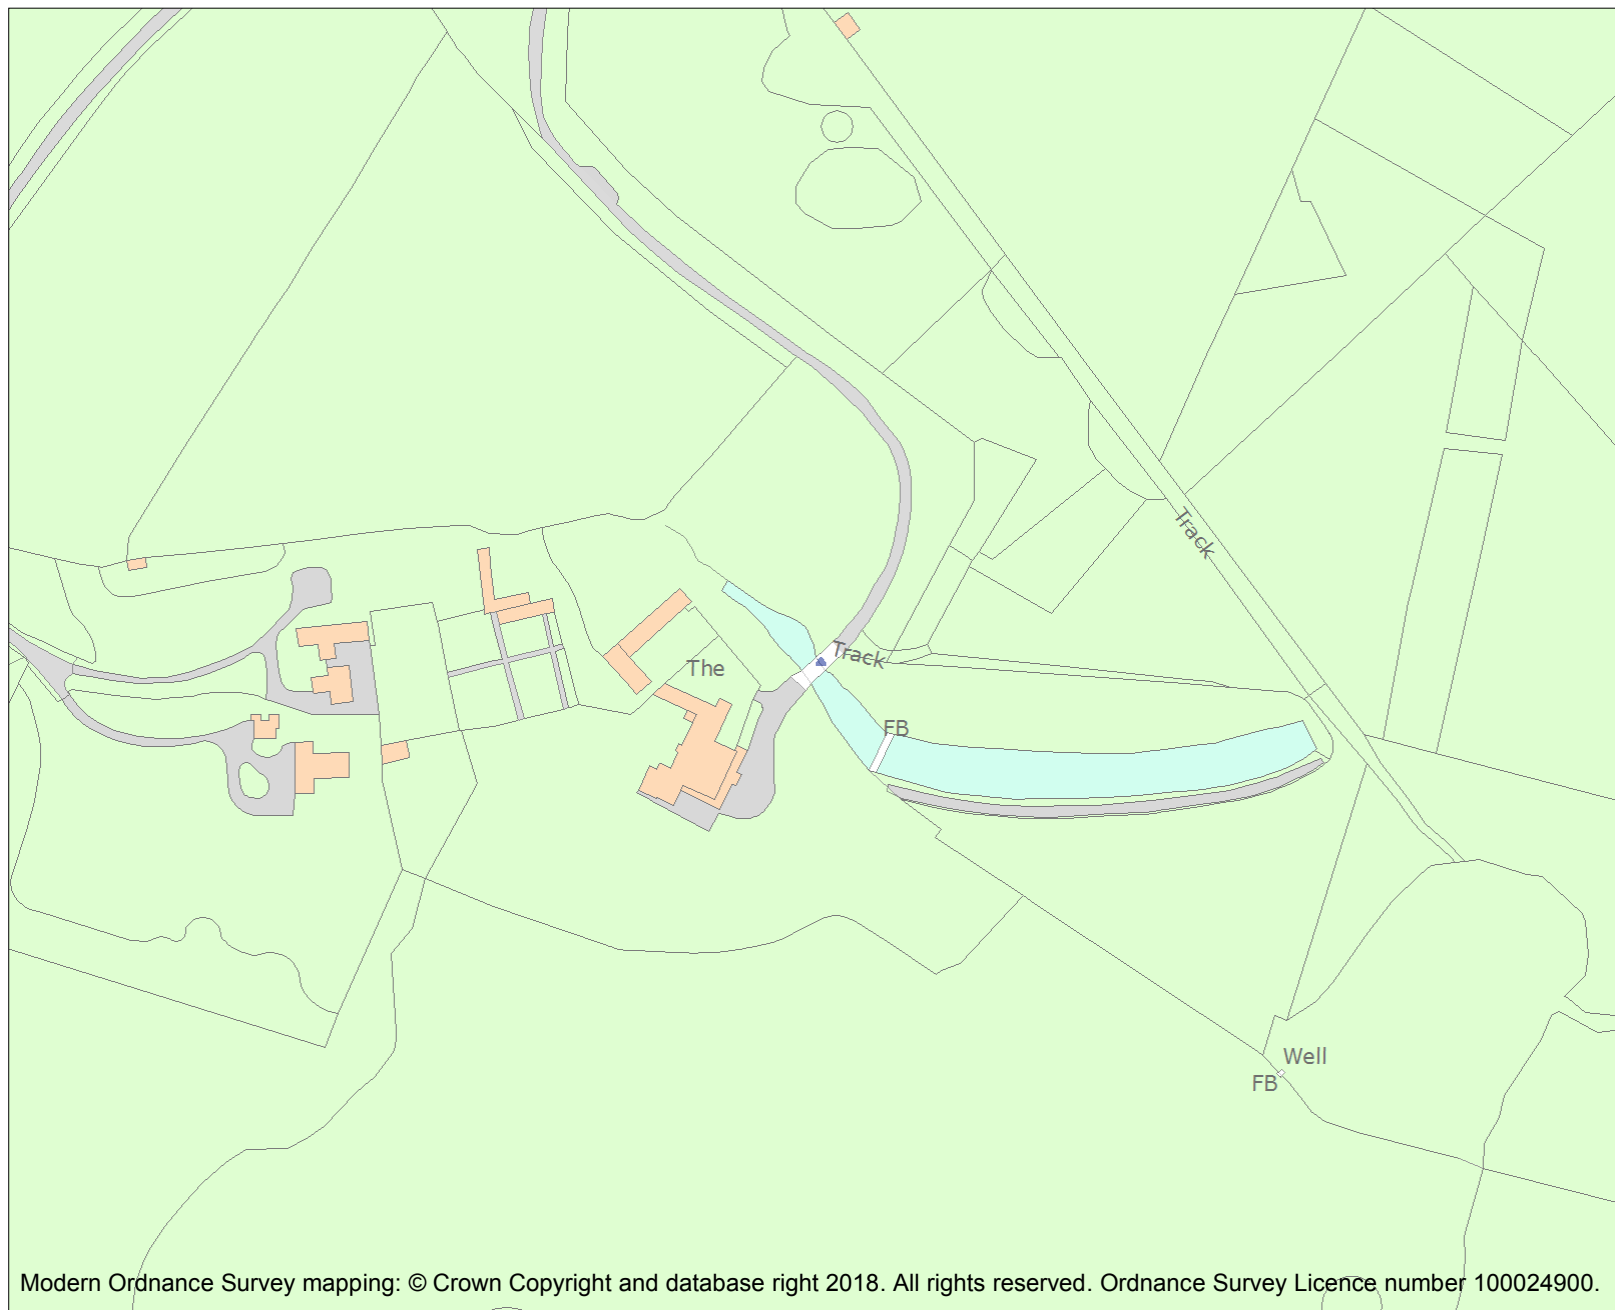 Track
Track
The
FB
Well
FB
Modern Ordnance Survey mapping: © Crown Copyright and database right 2018. All rights reserved. Ordnance Survey Licence number 100024900.